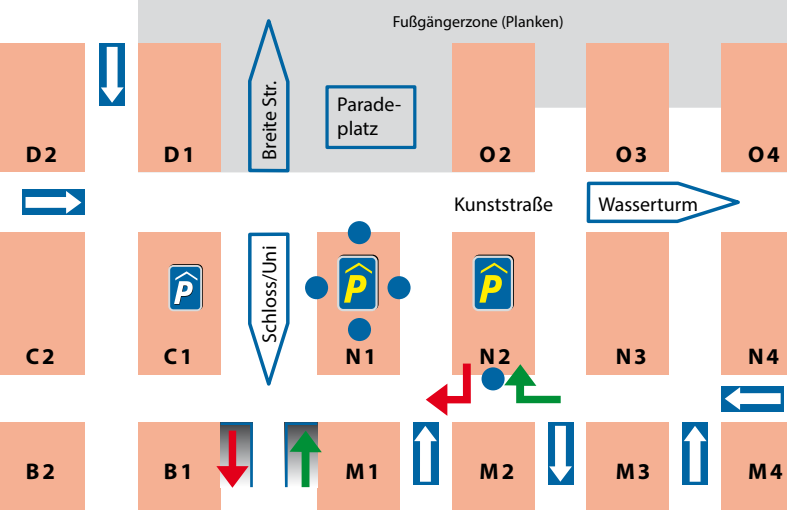 Fußgängerzone (Planken)
Breite Str.
Parade-
platz
D2
D1
O2
O3
O4
Kunststraße
Wasserturm
P
Schloss/Uni
P
P
C2
C1
N1
N2
N3
N4
B2
B1
M1
M2
M3
M4